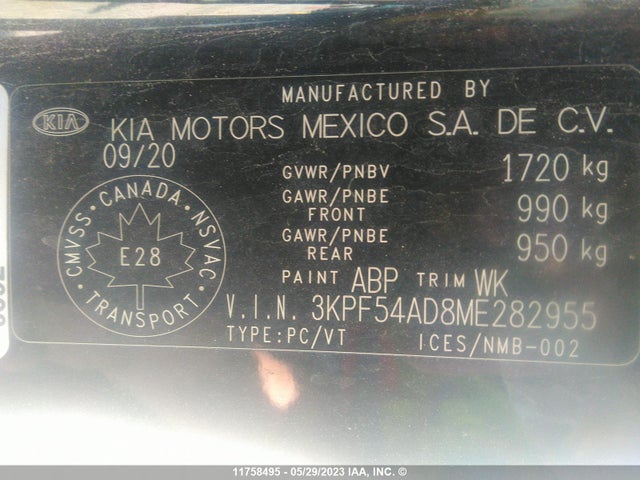 MANUFACTURED BY
KIA
KIA MOTORS MEXICO S.A. DE C.V.
09/20
GVWR/PNBV 1720 kg
GAWR/PNBE FRONT 990 kg
GAWR/PNBE REAR 950 kg
CMVSS • CANADA • NSVAC
E28
TRANSPORT
PAINT ABP TRIM WK
V.I.N. 3KPF54AD8ME282955
TYPE:PC/VT ICES/NMB-002
11758495 - 05/29/2023 IAA, INC. ©